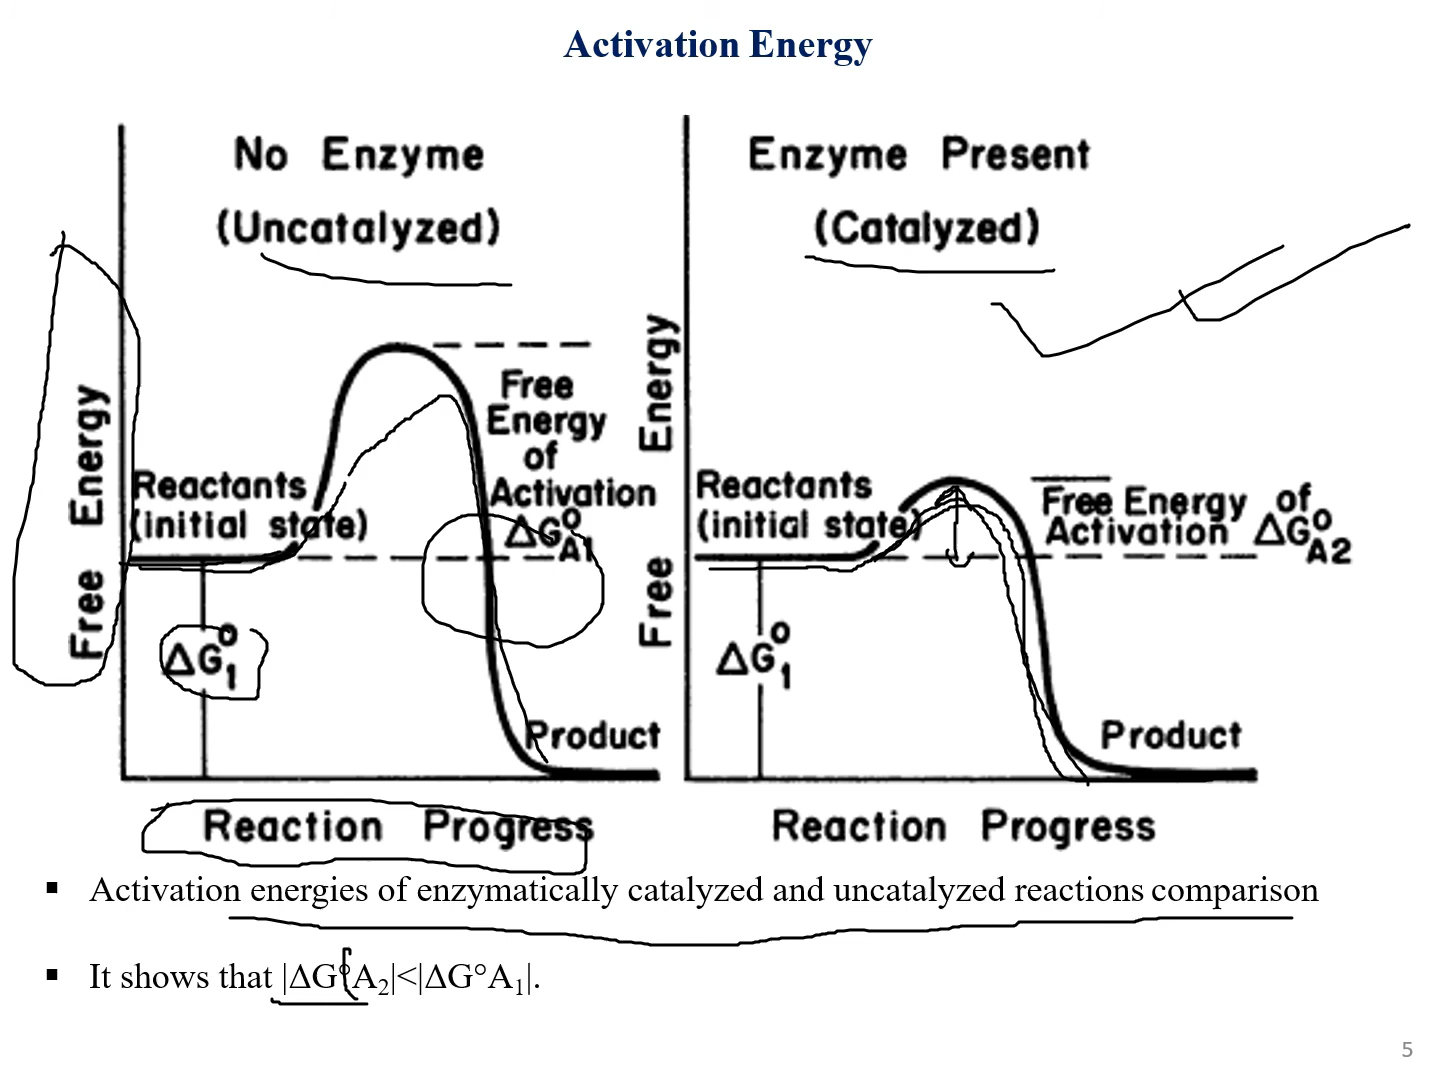 Activation Energy
No Enzyme
(Uncatalyzed)
Free Energy
Reactants
(initial state)
Free
Energy
of
Activation
ΔG°A1
ΔG°1
Product
Reaction Progress
Enzyme Present
(Catalyzed)
Free Energy
Reactants
(initial state)
Free Energy of
Activation ΔG°A2
ΔG°1
Product
Reaction Progress
▪ Activation energies of enzymatically catalyzed and uncatalyzed reactions comparison
▪ It shows that |ΔG°A₂|<|ΔG°A₁|.
5